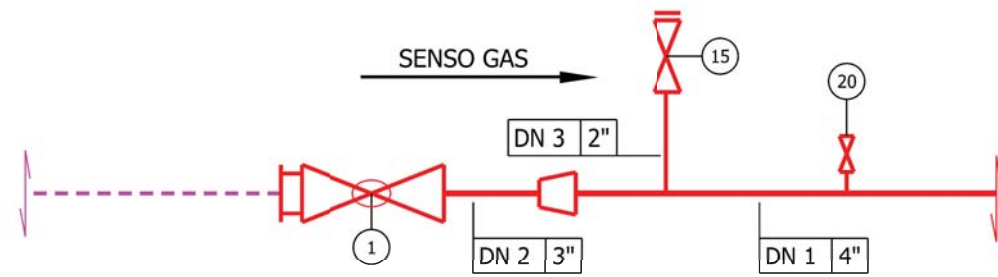 SENSO GAS
15
20
DN 3 2"
1
DN 2 3"
DN 1 4"